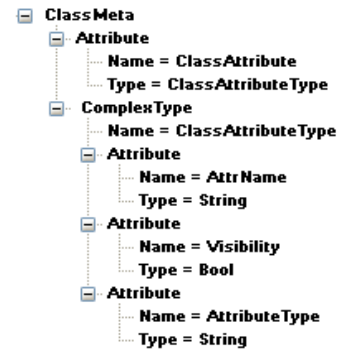 ClassMeta
Attribute
Name = ClassAttribute
Type = ClassAttributeType
ComplexType
Name = ClassAttributeType
Attribute
Name = AttrName
Type = String
Attribute
Name = Visibility
Type = Bool
Attribute
Name = AttributeType
Type = String